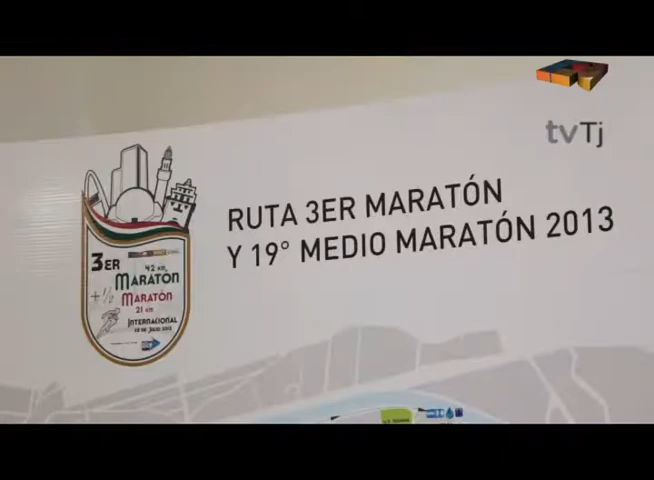 tvTj
RUTA 3ER MARATÓN
Y 19° MEDIO MARATÓN 2013
3ER
42 KM
MARATÓN
+ 1/2
MARATÓN
21 KM
INTERNACIONAL